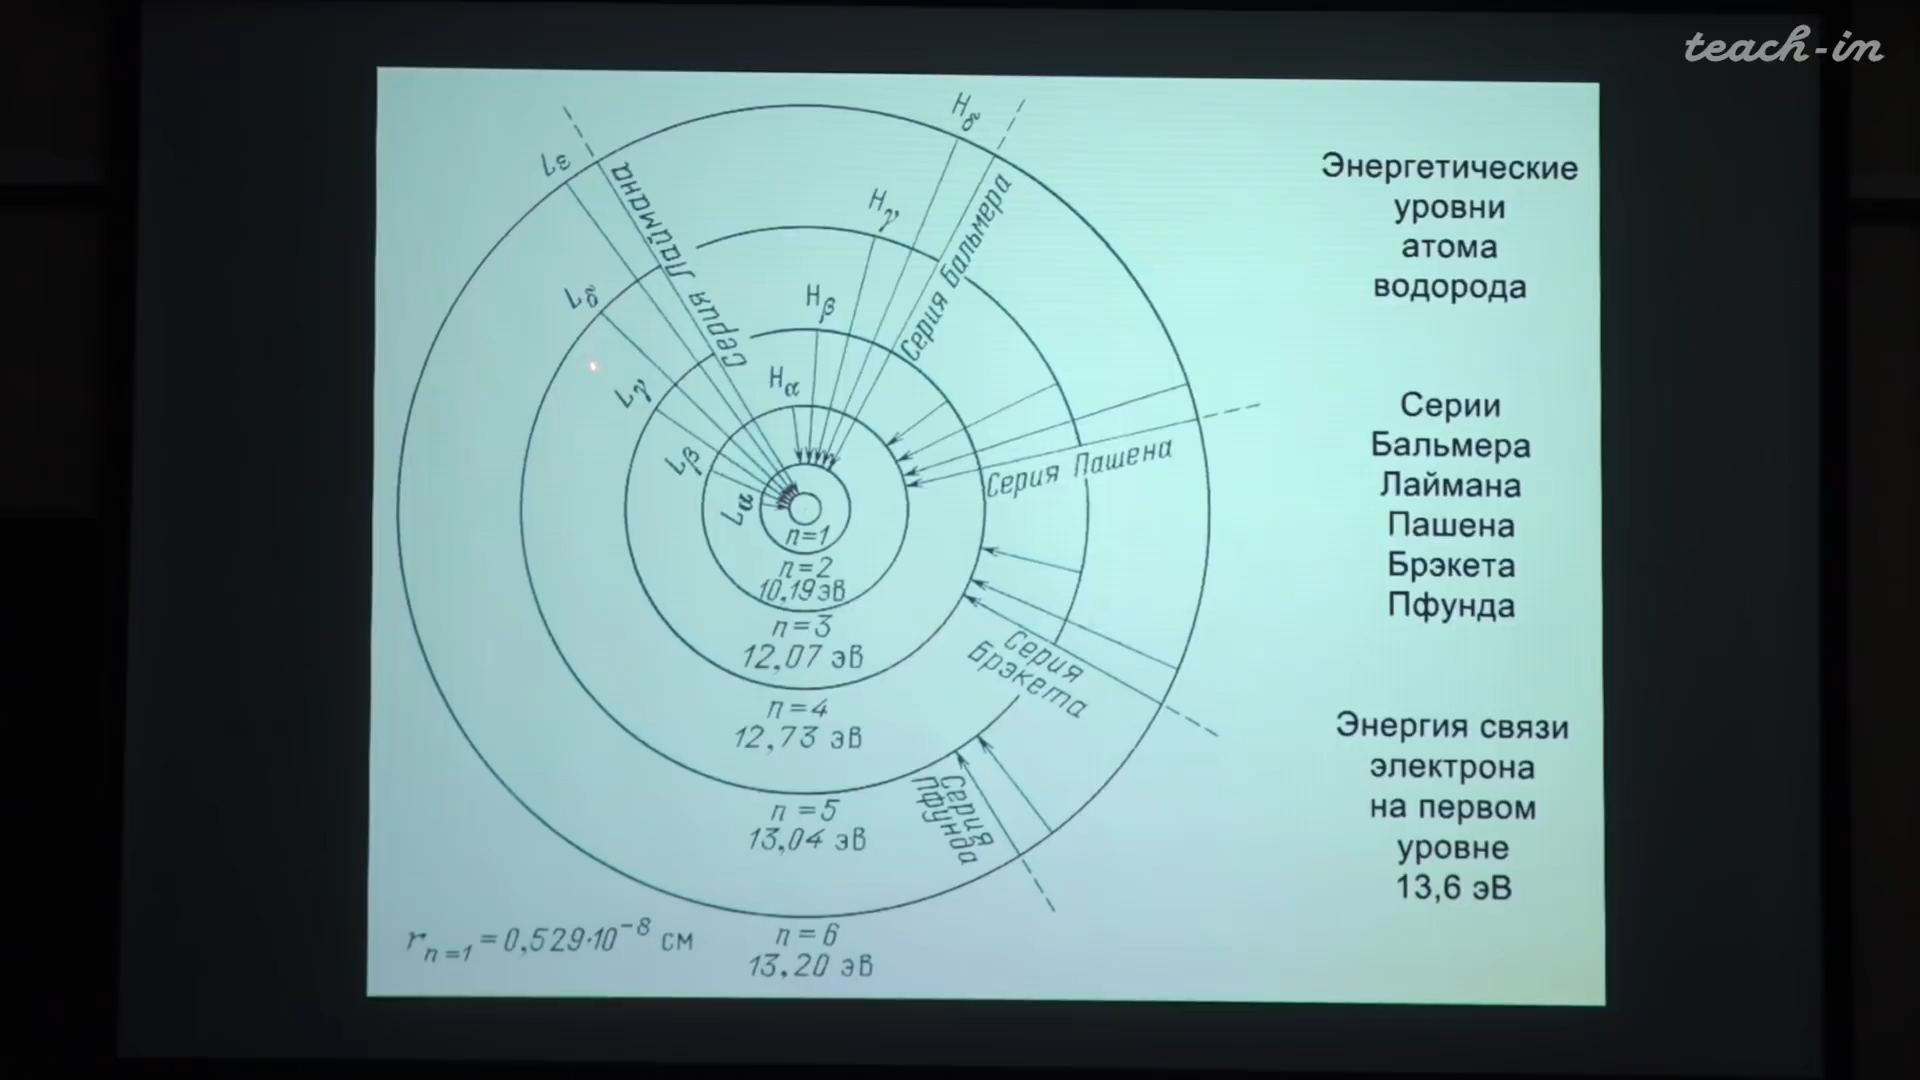 teach-in
Lε
Hδ
Серия Лаймана
Hγ
Серия Бальмера
Lδ
Hβ
Lγ
Hα
Lβ
Lα
Серия Пашена
n=1
n=2
10,19 эВ
n=3
12,07 эВ
n=4
12,73 эВ
Серия
Брэкета
n=5
13,04 эВ
Серия
Пфунда
n=6
13,20 эВ
r n=1 = 0,529·10⁻⁸ см
Энергетические
уровни
атома
водорода
Серии
Бальмера
Лаймана
Пашена
Брэкета
Пфунда
Энергия связи
электрона
на первом
уровне
13,6 эВ